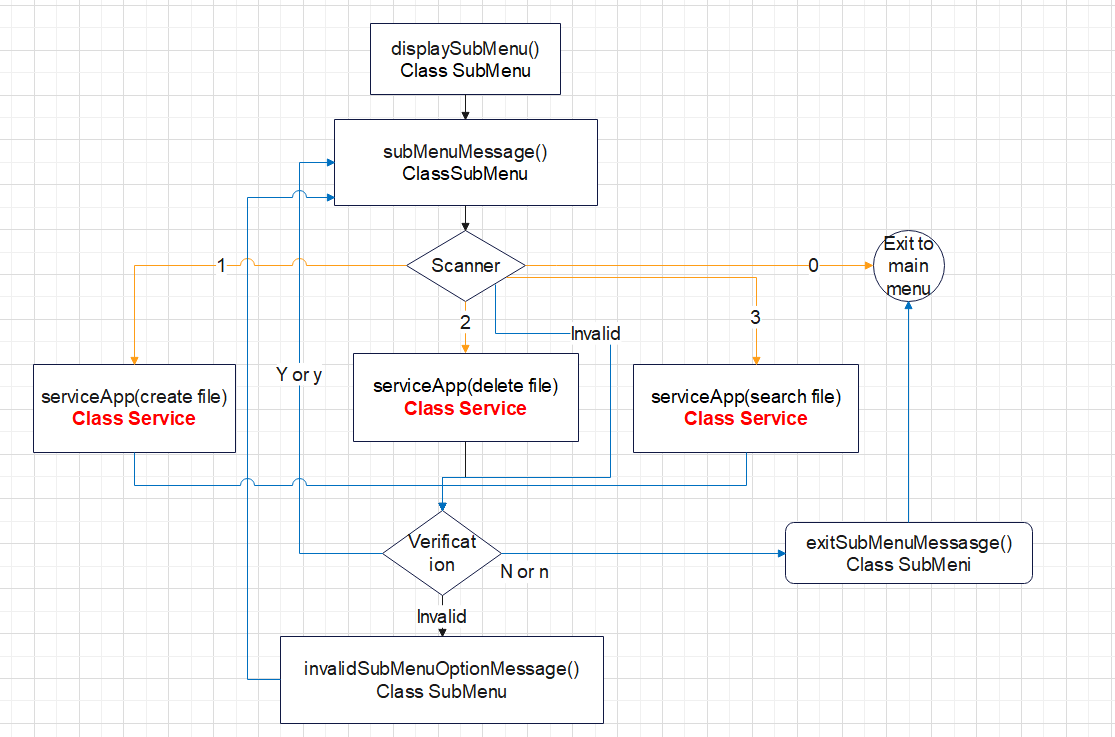 displaySubMenu()
Class SubMenu
subMenuMessage()
ClassSubMenu
Scanner
1
0
Exit to
main
menu
2
3
Invalid
Y or y
serviceApp(create file)
Class Service
serviceApp(delete file)
Class Service
serviceApp(search file)
Class Service
Verificat
ion
N or n
exitSubMenuMessasge()
Class SubMeni
Invalid
invalidSubMenuOptionMessage()
Class SubMenu